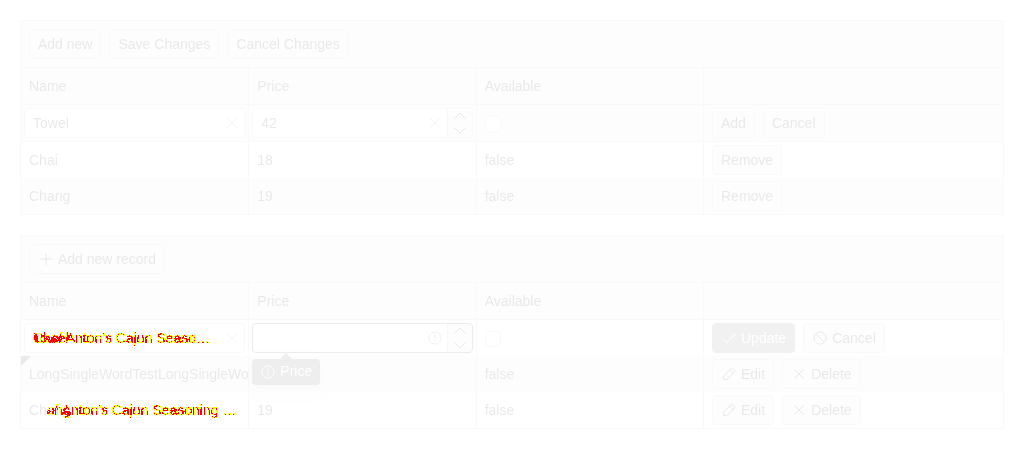 Add new Save Changes Cancel Changes
Name Price Available
Towel 42 Add Cancel
Chai 18 false Remove
Chang 19 false Remove
Add new record
Name Price Available
Anton's Cajun Seaso... Update Cancel
LongSingleWordTestLongSingleWo Price false Edit Delete
Anton's Cajun Seasoning ... 19 false Edit Delete